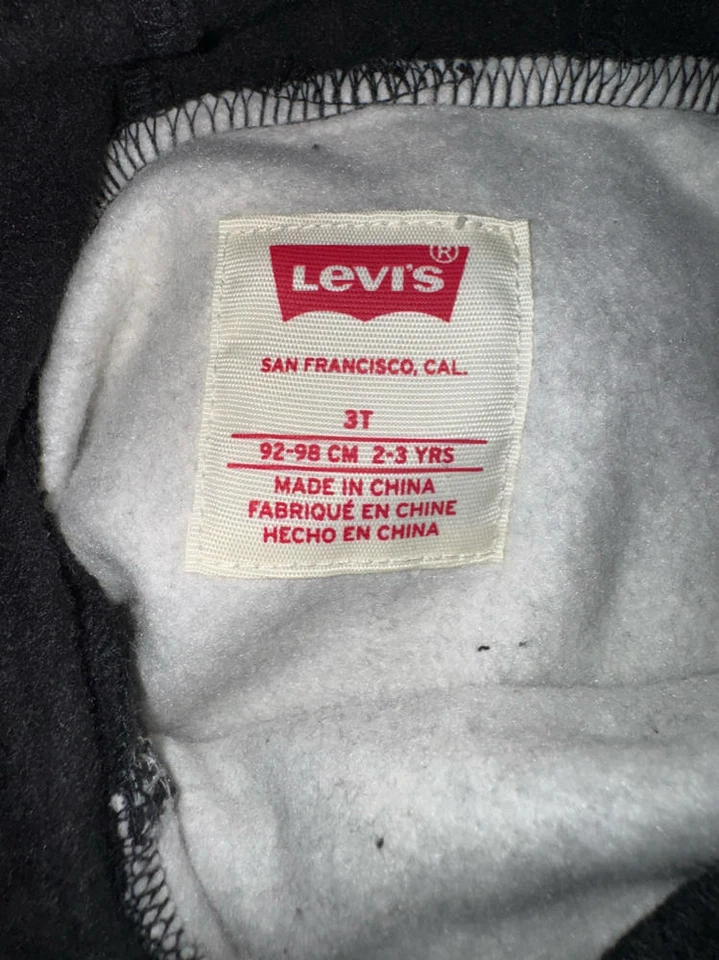 LEVI'S ®
SAN FRANCISCO, CAL.
3T
92-98 CM 2-3 YRS
MADE IN CHINA
FABRIQUÉ EN CHINE
HECHO EN CHINA